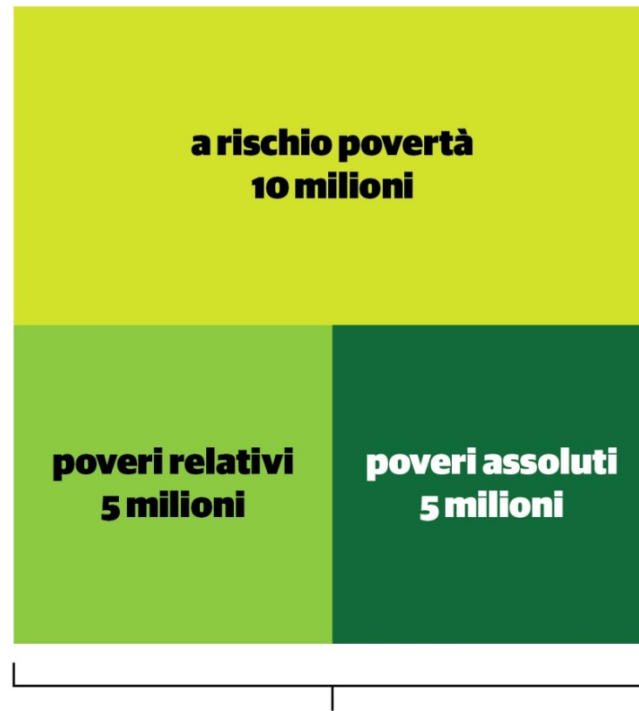 a rischio povertà
10 milioni
poveri relativi
5 milioni
poveri assoluti
5 milioni